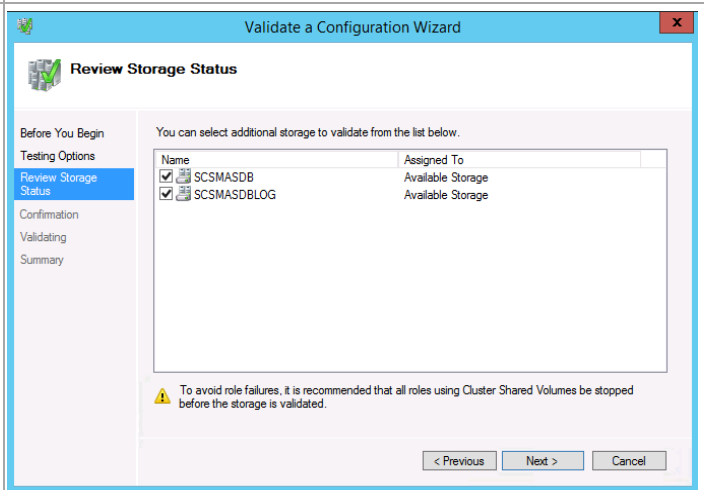 Validate a Configuration Wizard
x
Review Storage Status
Before You Begin
Testing Options
Review Storage
Status
Confirmation
Validating
Summary
You can select additional storage to validate from the list below.
Name Assigned To
SCSMASDB Available Storage
SCSMASDBLOG Available Storage
To avoid role failures, it is recommended that all roles using Cluster Shared Volumes be stopped
before the storage is validated.
< Previous Next > Cancel